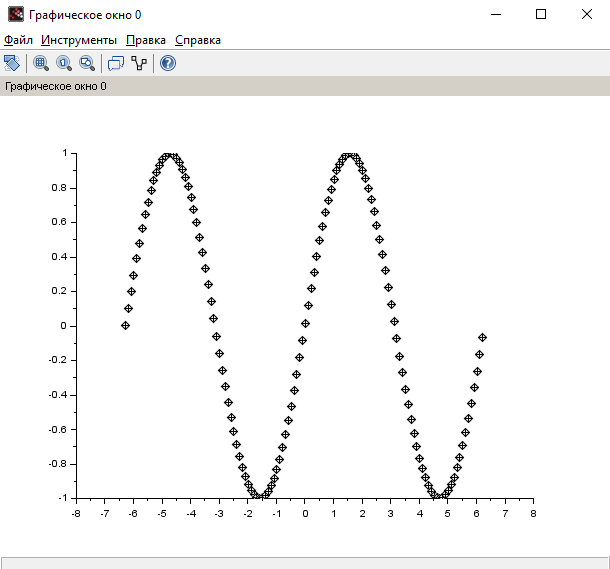 Графическое окно 0
Файл Инструменты Правка Справка
Графическое окно 0
1
0.8
0.6
0.4
0.2
0
-0.2
-0.4
-0.6
-0.8
-1
-8 -7 -6 -5 -4 -3 -2 -1 0 1 2 3 4 5 6 7 8